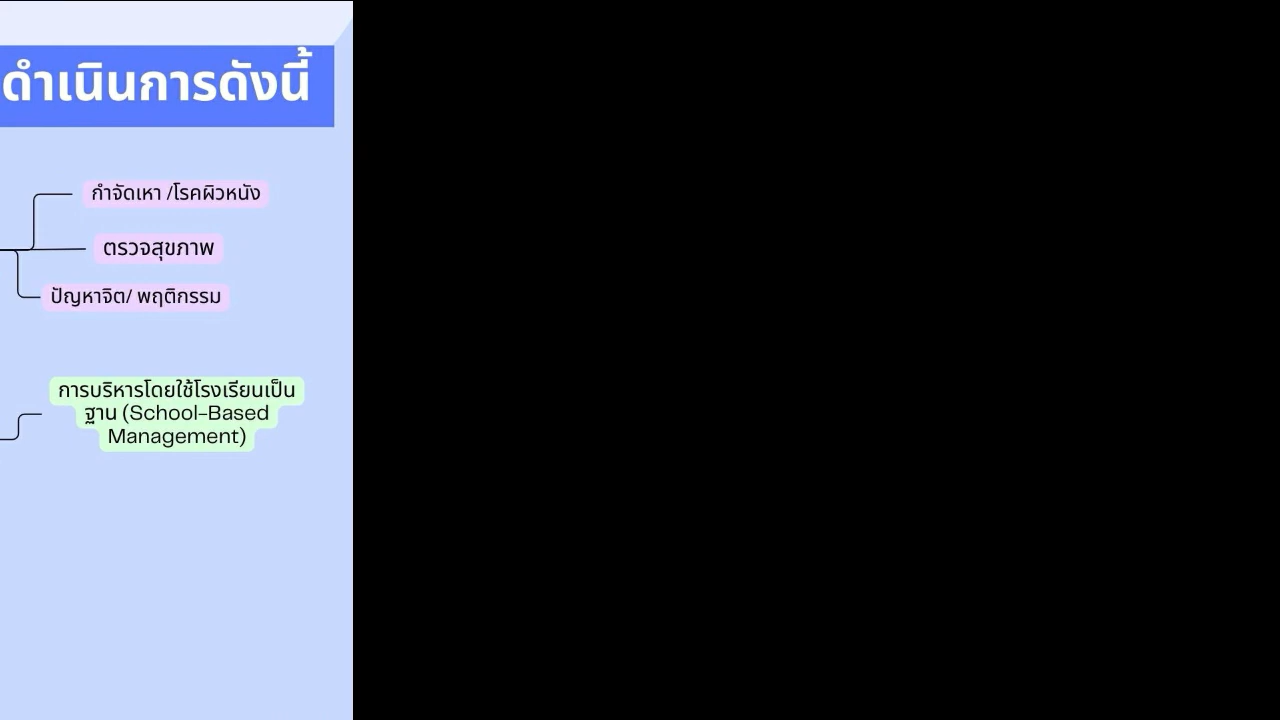 ดำเนินการดังนี้
กำจัดเหา /โรคผิวหนัง
ตรวจสุขภาพ
ปัญหาจิต/ พฤติกรรม
การบริหารโดยใช้โรงเรียนเป็น
ฐาน (School-Based
Management)